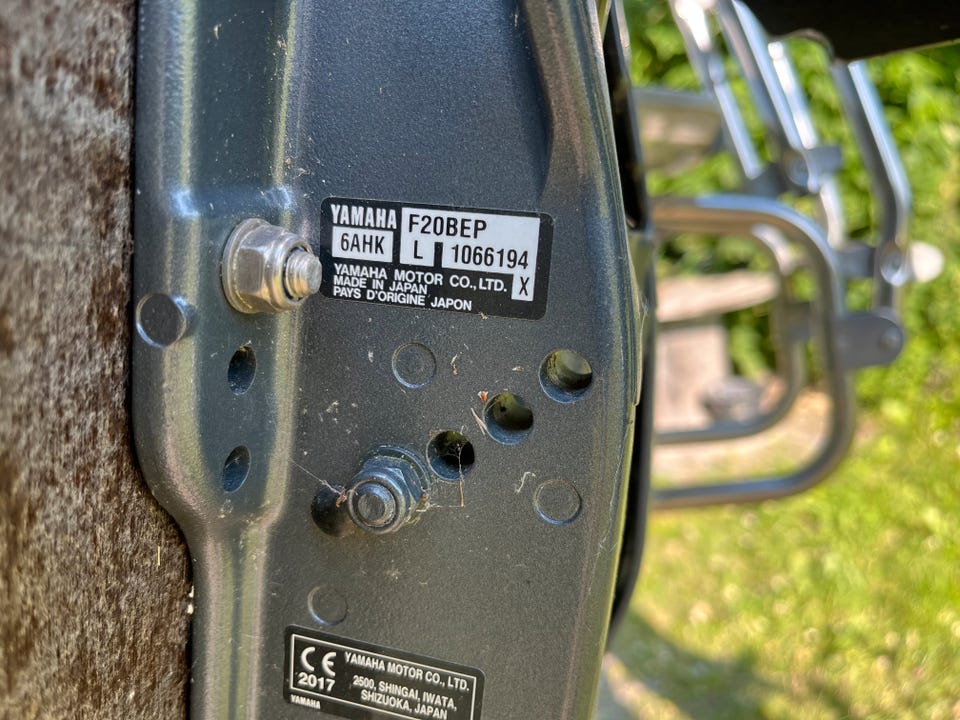 YAMAHA F20BEP
6AHK L 1066194
YAMAHA MOTOR CO., LTD. X
MADE IN JAPAN
PAYS D'ORIGINE JAPON
CE YAMAHA MOTOR CO., LTD.
2017 2500, SHINGAI, IWATA,
SHIZUOKA, JAPAN
YAMAHA